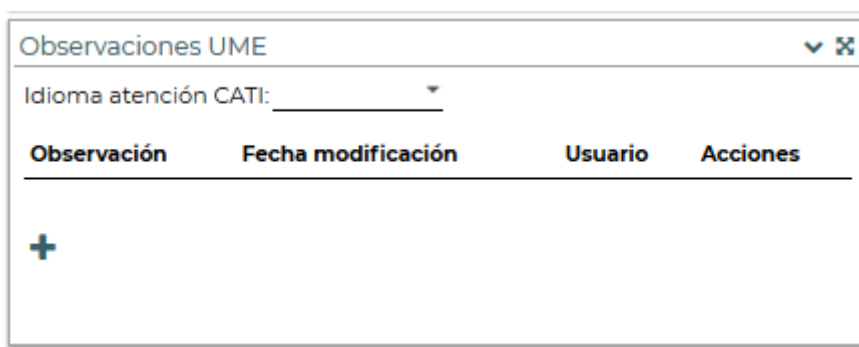 Observaciones UME
Idioma atención CATI:
Observación Fecha modificación Usuario Acciones